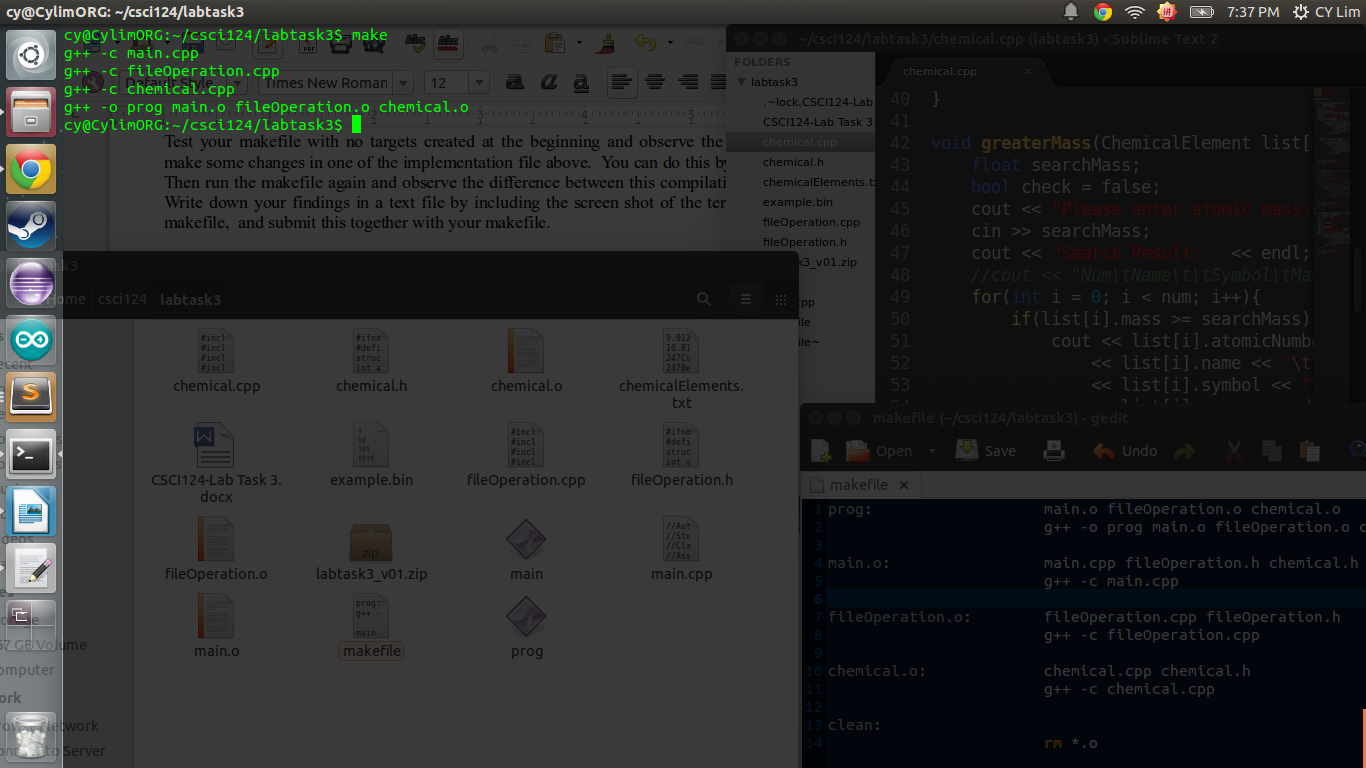 cy@CylimORG: ~/csci124/labtask3
7:37 PM
CY Lim
cy@CylimORG:~/csci124/labtask3$ make
g++ -c main.cpp
g++ -c fileOperation.cpp
g++ -c chemical.cpp
g++ -o prog main.o fileOperation.o chemical.o
cy@CylimORG:~/csci124/labtask3$
Default Style
Times New Roman
12
Test your makefile with no targets created at the beginning and observe the
make some changes in one of the implementation file above. You can do this by
Then run the makefile again and observe the difference between this compilati
Write down your findings in a text file by including the screen shot of the ter
makefile, and submit this together with your makefile.
~/csci124/labtask3/chemical.cpp (labtask3) - Sublime Text 2
FOLDERS
labtask3
.~lock.CSCI124-Lab
CSCI124-Lab Task 3.
chemical.cpp
chemical.h
chemicalElements.tx
example.bin
fileOperation.cpp
fileOperation.h
k3_v01.zip
cpp
file
file~
chemical.cpp
40 }
41
42 void greaterMass(ChemicalElement list[
43 float searchMass;
44 bool check = false;
45 cout << "Please enter atomic mass:
46 cin >> searchMass;
47 cout << "Search Result: " << endl;
48 //cout << "Num\tName\t\tSymbol\tMa
49 for(int i = 0; i < num; i++){
50 if(list[i].mass >= searchMass)
51 cout << list[i].atomicNumbe
52 << list[i].name << "\t
53 << list[i].symbol << "
k3
Home csci124 labtask3
chemical.cpp
chemical.h
chemical.o
chemicalElements.
txt
CSCI124-Lab Task 3.
docx
example.bin
fileOperation.cpp
fileOperation.h
fileOperation.o
zip
labtask3_v01.zip
main
main.cpp
main.o
makefile
prog
ecent
57 GB Volume
omputer
ork
rowse Network
onnect to Server
makefile (~/csci124/labtask3) - gedit
Open
Save
Undo
makefile
1 prog: main.o fileOperation.o chemical.o
2 g++ -o prog main.o fileOperation.o c
3
4 main.o: main.cpp fileOperation.h chemical.h
5 g++ -c main.cpp
6
7 fileOperation.o: fileOperation.cpp fileOperation.h
8 g++ -c fileOperation.cpp
9
10 chemical.o: chemical.cpp chemical.h
11 g++ -c chemical.cpp
12
13 clean:
14 rm *.o